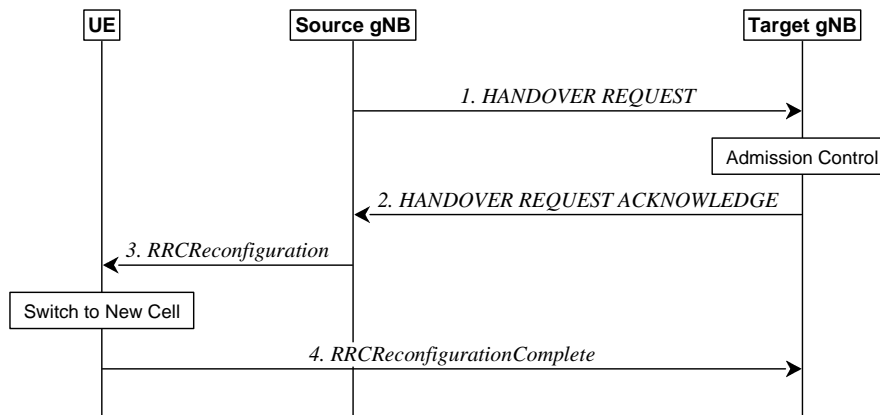 UE
Source gNB
Target gNB
1. HANDOVER REQUEST
Admission Control
2. HANDOVER REQUEST ACKNOWLEDGE
3. RRCReconfiguration
Switch to New Cell
4. RRCReconfigurationComplete